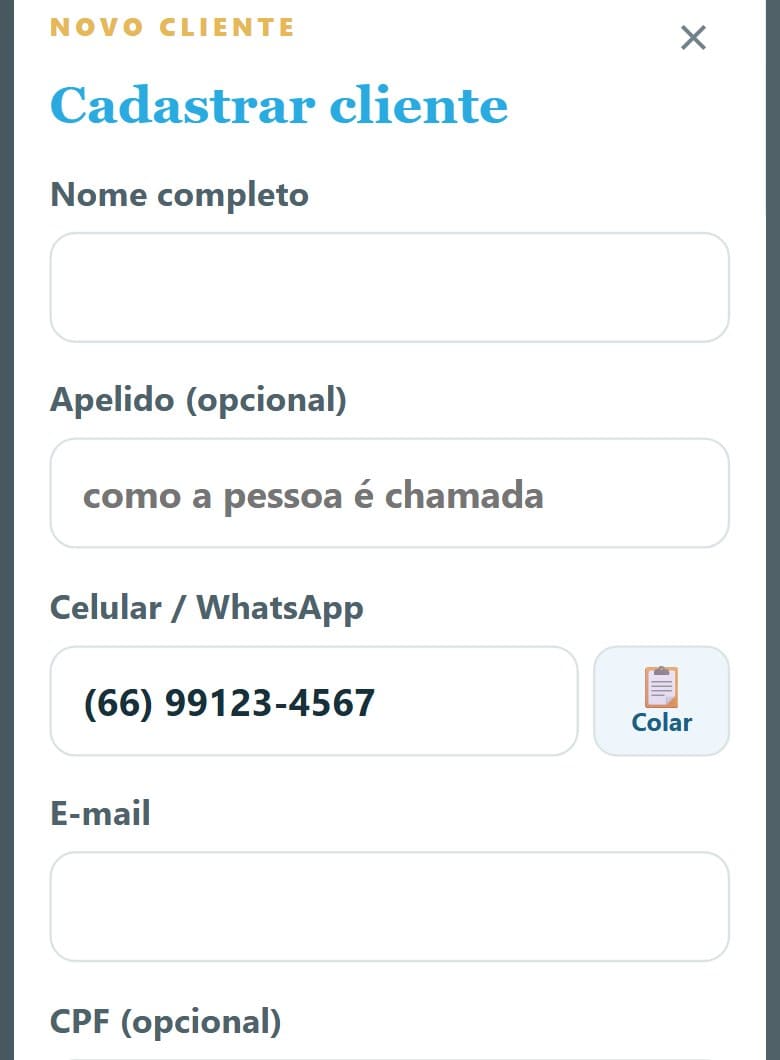 NOVO CLIENTE
Cadastrar cliente
Nome completo
Apelido (opcional)
como a pessoa é chamada
Celular / WhatsApp
(66) 99123-4567
Colar
E-mail
CPF (opcional)